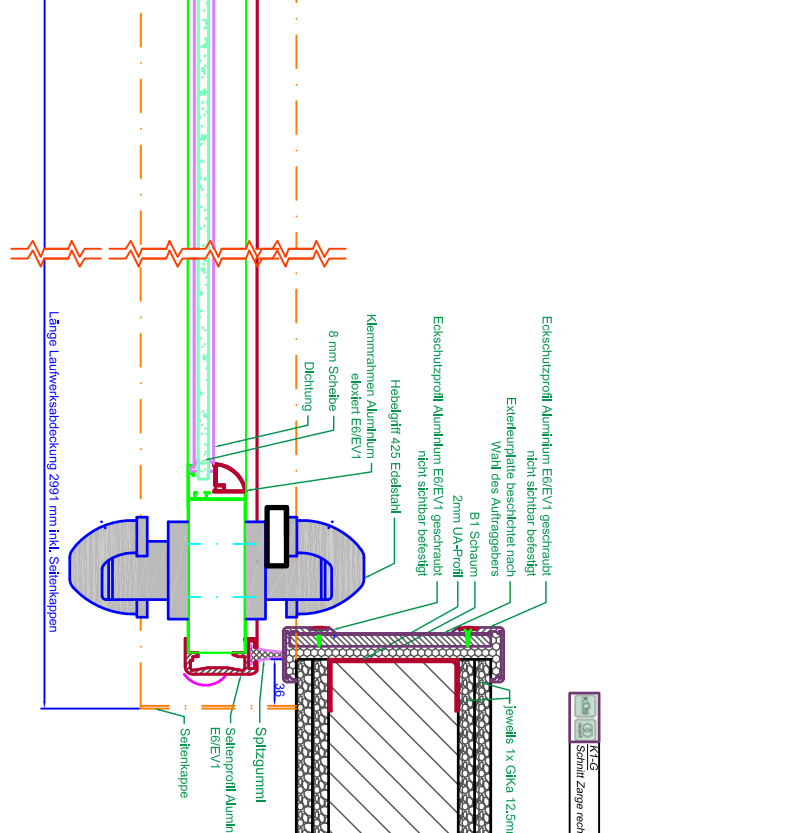 Eckschutzprofil Aluminium E6/EV1 geschraubt
nicht sichtbar befestigt
Exterieurplatte beschichtet nach
Wahl des Auftraggebers
B1 Schaum
2mm UA-Profil
Eckschutzprofil Aluminium E6/EV1 geschraubt
nicht sichtbar befestigt
Hebelgriff 425 Edelstahl
Klemmrahmen Aluminium
eloxiert E6/EV1
8 mm Scheibe
Dichtung
Länge Laufwerksabdeckung 2991 mm inkl. Seitenkappen
jeweils 1x GiKa 12.5m
36
Spitzgummi
Seitenprofil Alumin
E6/EV1
Seitenkappe
K1-G
Schnitt Zarge rech